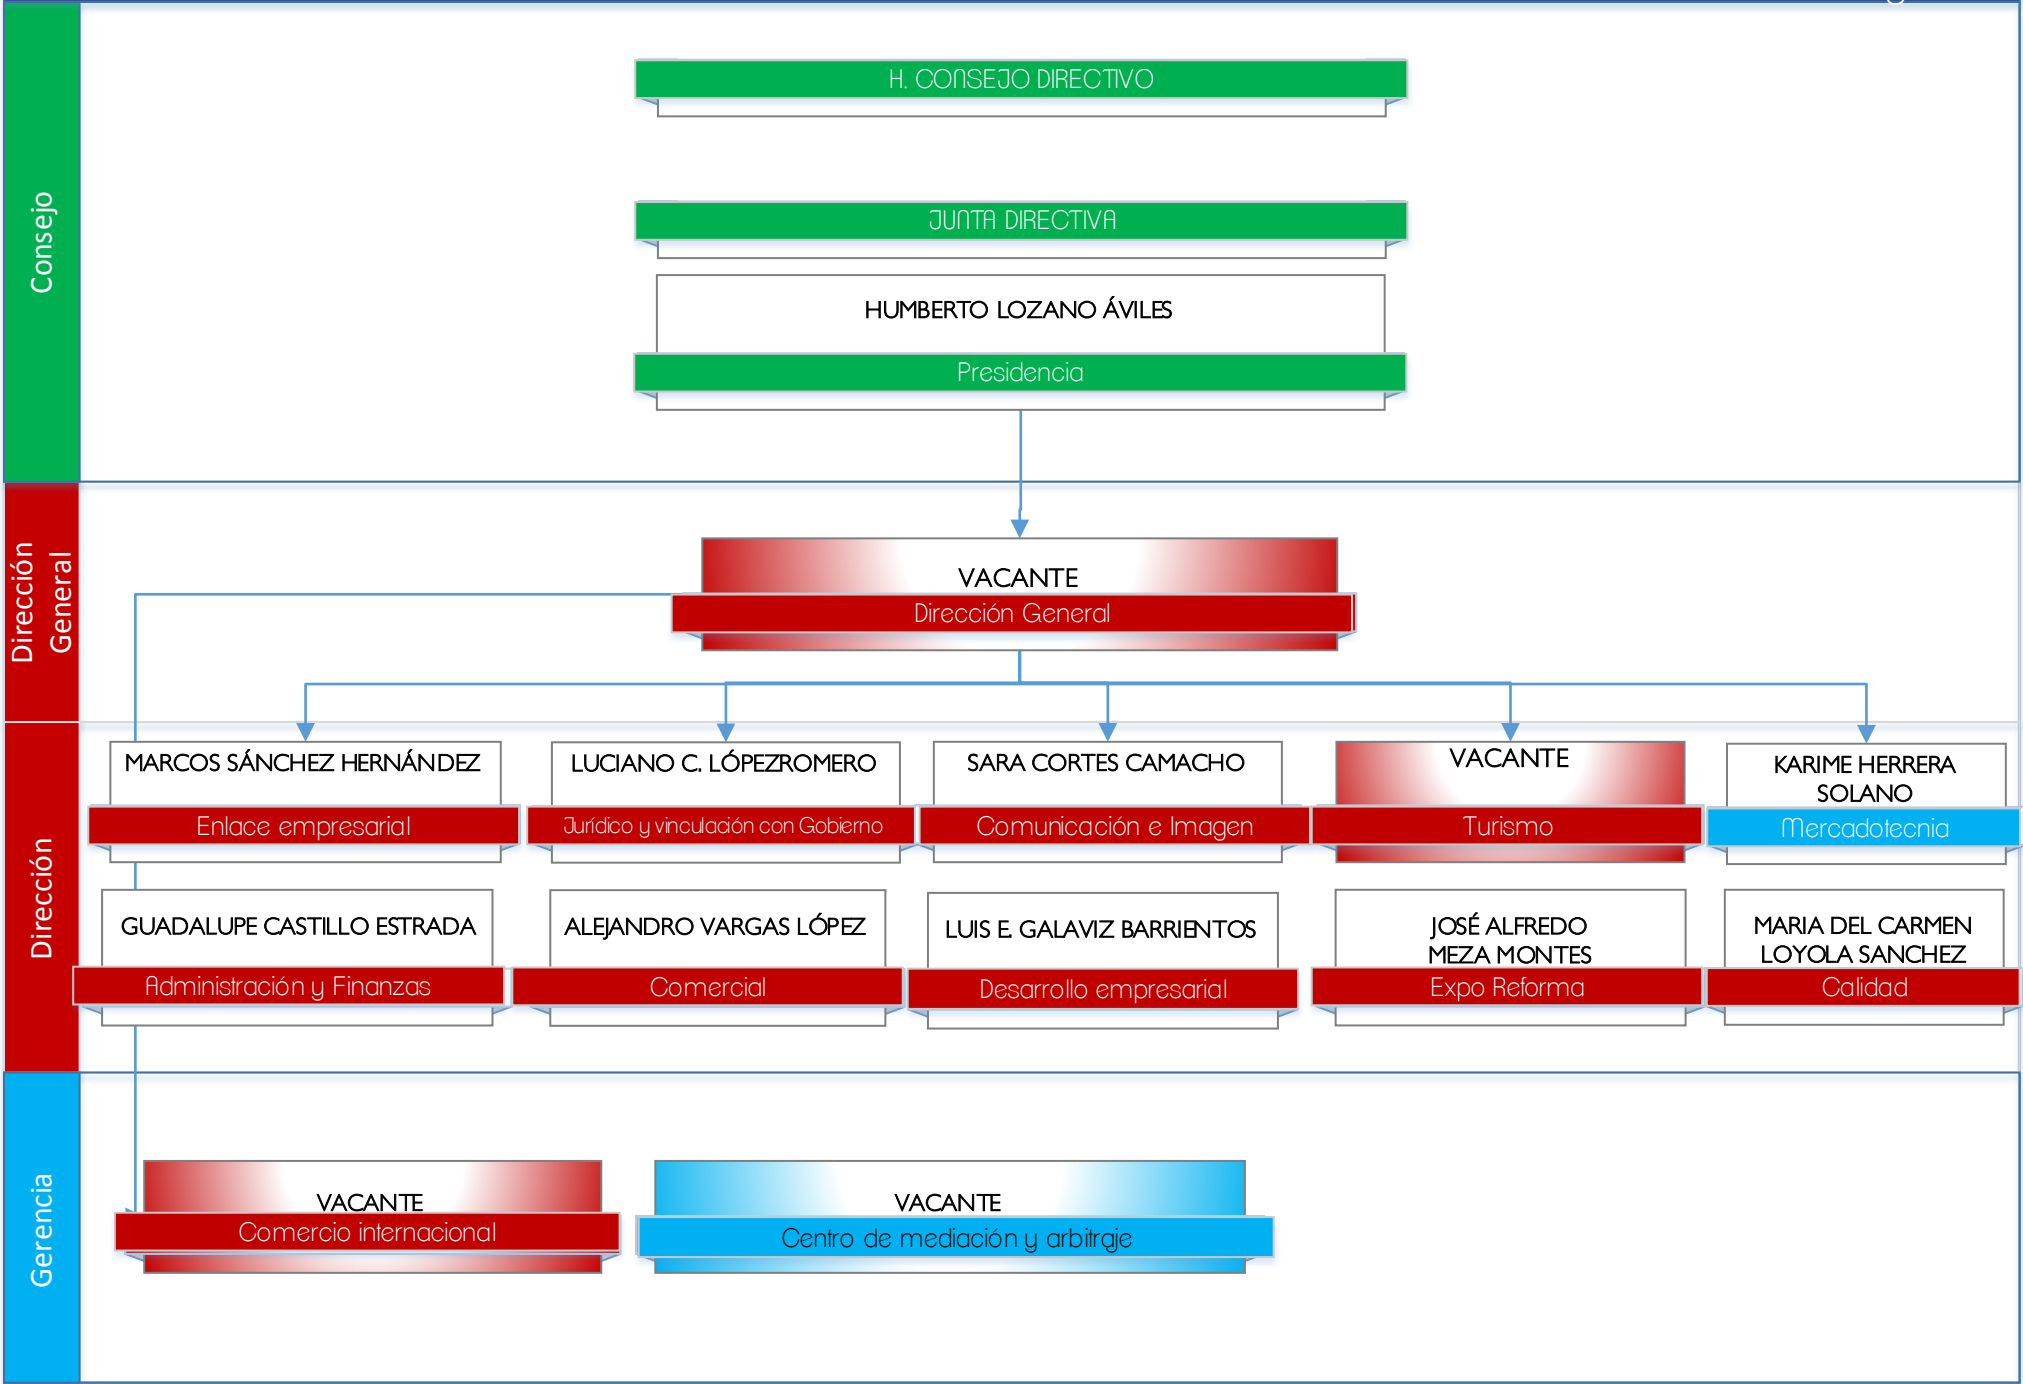 Consejo
H. CONSEJO DIRECTIVO
JUNTA DIRECTIVA
HUMBERTO LOZANO ÁVILES
Presidencia
Dirección
General
VACANTE
Dirección General
Dirección
MARCOS SÁNCHEZ HERNÁNDEZ
Enlace empresarial
LUCIANO C. LÓPEZROMERO
Jurídico y vinculación con Gobierno
SARA CORTES CAMACHO
Comunicación e Imagen
VACANTE
Turismo
KARIME HERRERA
SOLANO
Mercadotecnia
GUADALUPE CASTILLO ESTRADA
Administración y Finanzas
ALEJANDRO VARGAS LÓPEZ
Comercial
LUIS E. GALAVIZ BARRIENTOS
Desarrollo empresarial
JOSÉ ALFREDO
MEZA MONTES
Expo Reforma
MARIA DEL CARMEN
LOYOLA SANCHEZ
Calidad
Gerencia
VACANTE
Comercio internacional
VACANTE
Centro de mediación y arbitraje